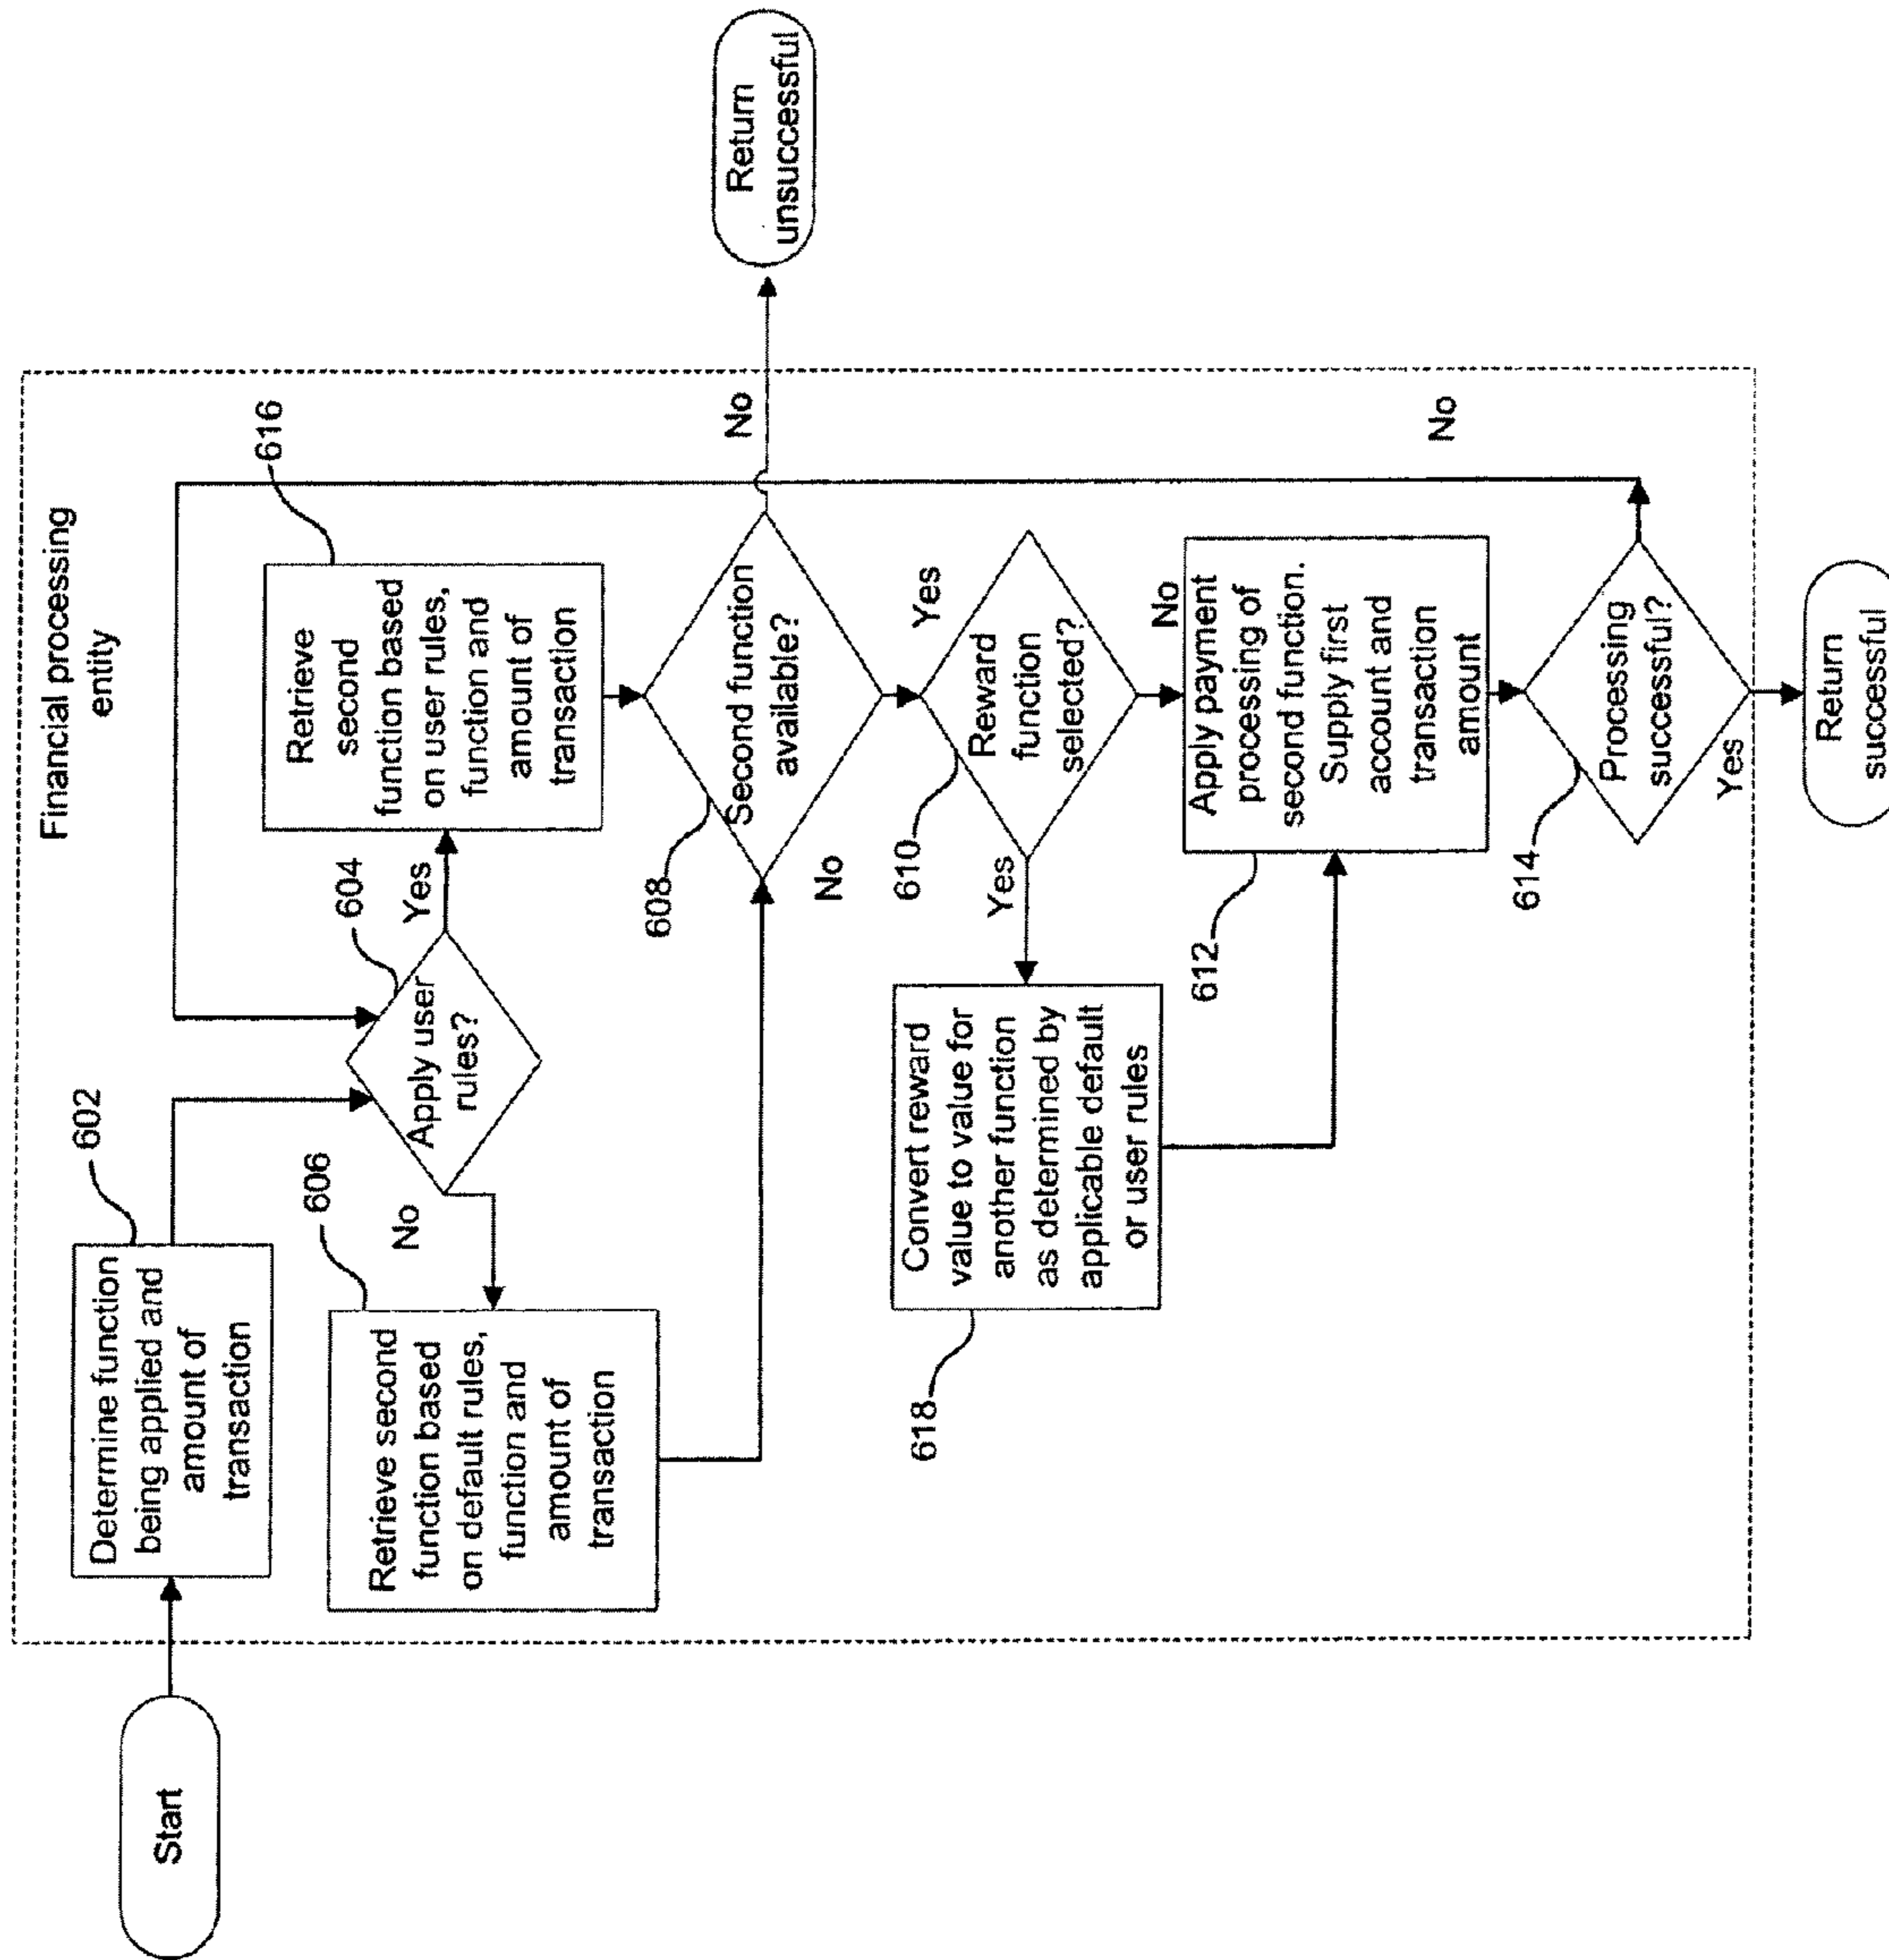 Financial processing
entity
Start
602
Determine function
being applied and
amount of
transaction
604
Apply user
rules?
Yes
No
616
Retrieve
second
function based
on user rules,
function and
amount of
transaction
606
Retrieve second
function based
on default rules,
function and
amount of
transaction
608
Second function
available?
No
Return
unsuccessful
No
Yes
610
Reward
function
selected?
Yes
No
618
Convert reward
value to value for
another function
as determined by
applicable default
or user rules
612
Apply payment
processing of
second function.
Supply first
account and
transaction
amount
614
Processing
successful?
No
Yes
Return
successful